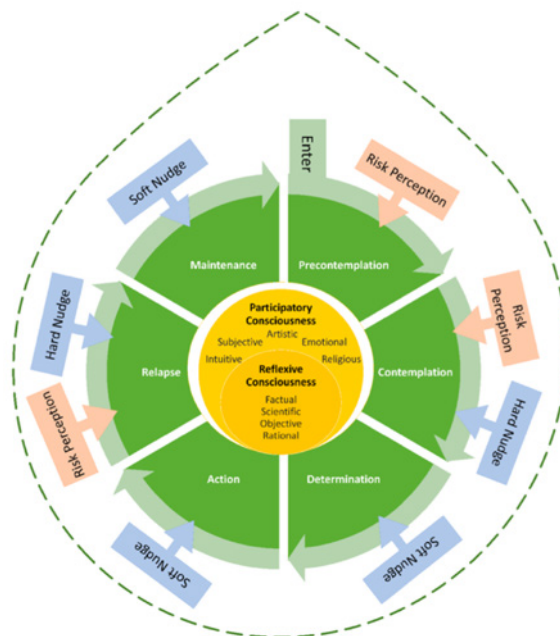 Enter
Risk Perception
Soft Nudge
Maintenance
Precontemplation
Risk
Perception
Hard Nudge
Participatory
Consciousness
Artistic
Subjective
Emotional
Intuitive
Religious
Relapse
Contemplation
Reflexive
Consciousness
Factual
Scientific
Objective
Rational
Risk Perception
Hard Nudge
Action
Determination
Soft Nudge
Soft Nudge